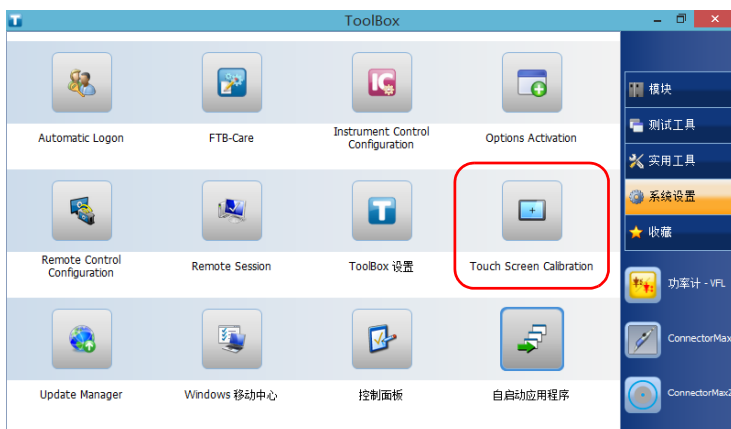 ToolBox
Automatic Logon
FTB-Care
Instrument Control
Configuration
Options Activation
Remote Control
Configuration
Remote Session
ToolBox 设置
Touch Screen Calibration
Update Manager
Windows 移动中心
控制面板
自启动应用程序
模块
测试工具
实用工具
系统设置
收藏
功率计 - VFL
ConnectorMax
ConnectorMax2